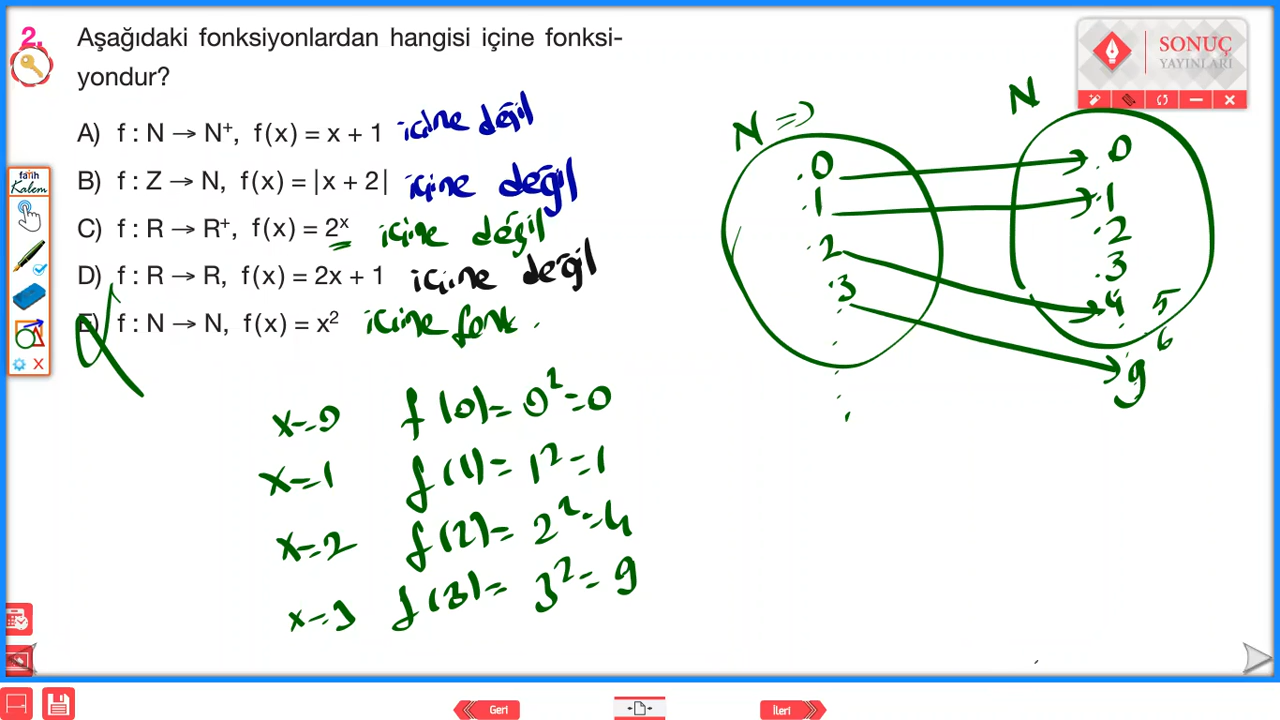 2. Aşağıdaki fonksiyonlardan hangisi içine fonksi-
yondur?
A) f : N → N⁺, f(x) = x + 1 içine değil
B) f : Z → N, f(x) = |x + 2| içine değil
C) f : R → R⁺, f(x) = 2ˣ içine değil
D) f : R → R, f(x) = 2x + 1 içine değil
E) f : N → N, f(x) = x² içine fonk.
x=0 f(0)=0²=0
x=1 f(1)=1²=1
x=2 f(2)=2²=4
x=3 f(3)=3²=9
N => N
.0 .0
.1 .1
.2 .2
.3 .3
4 5
6
9
SONUÇ
YAYINLARI
fatih
Kalem
X
Geri
İleri